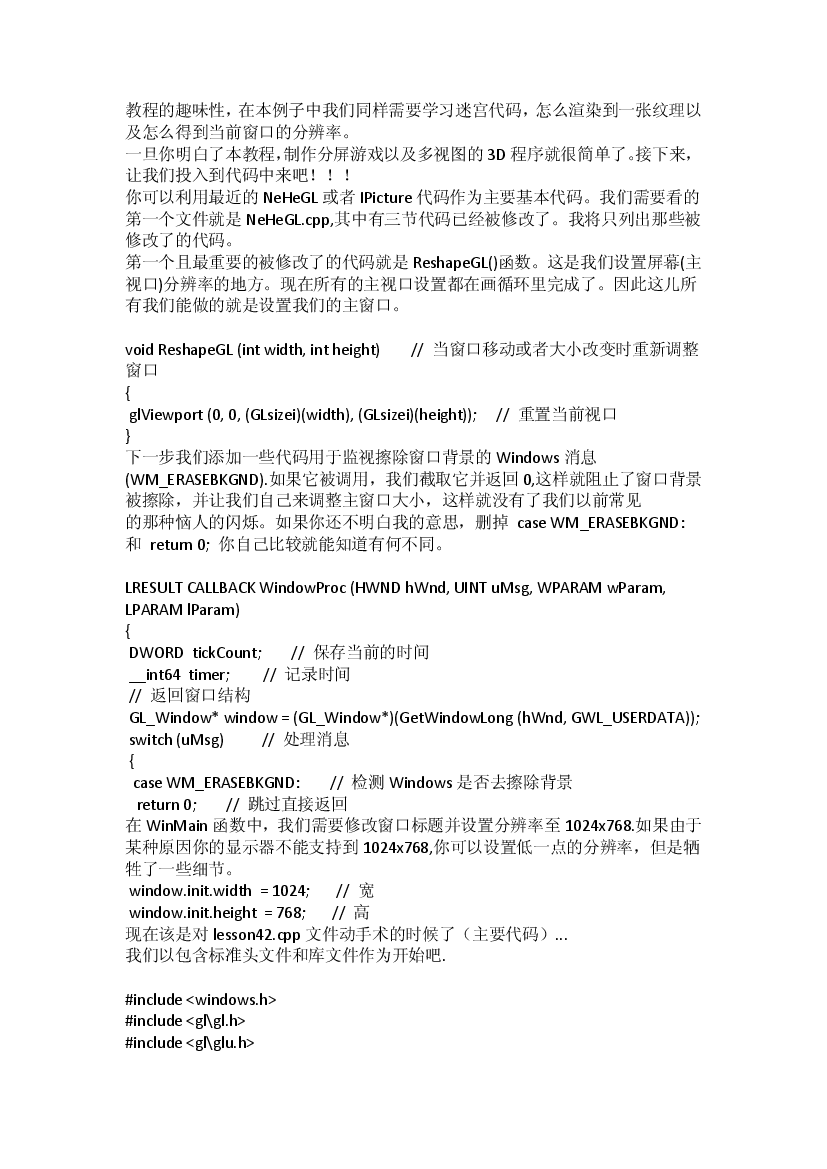 教程的趣味性，在本例子中我们同样需要学习迷宫代码，怎么渲染到一张纹理以
及怎么得到当前窗口的分辨率。
一旦你明白了本教程,制作分屏游戏以及多视图的 3D 程序就很简单了。接下来，
让我们投入到代码中来吧！！！
你可以利用最近的 NeHeGL 或者 IPicture 代码作为主要基本代码。我们需要看的
第一个文件就是 NeHeGL.cpp,其中有三节代码已经被修改了。我将只列出那些被
修改了的代码。
第一个且最重要的被修改了的代码就是 ReshapeGL()函数。这是我们设置屏幕(主
视口)分辨率的地方。现在所有的主视口设置都在画循环里完成了。因此这儿所
有我们能做的就是设置我们的主窗口。
void ReshapeGL (int width, int height) // 当窗口移动或者大小改变时重新调整
窗口
{
glViewport (0, 0, (GLsizei)(width), (GLsizei)(height)); // 重置当前视口
}
下一步我们添加一些代码用于监视擦除窗口背景的 Windows 消息
(WM_ERASEBKGND).如果它被调用，我们截取它并返回 0,这样就阻止了窗口背景
被擦除，并让我们自己来调整主窗口大小，这样就没有了我们以前常见
的那种恼人的闪烁。如果你还不明白我的意思，删掉 case WM_ERASEBKGND:
和 return 0; 你自己比较就能知道有何不同。
LRESULT CALLBACK WindowProc (HWND hWnd, UINT uMsg, WPARAM wParam,
LPARAM lParam)
{
DWORD tickCount; // 保存当前的时间
__int64 timer; // 记录时间
// 返回窗口结构
GL_Window* window = (GL_Window*)(GetWindowLong (hWnd, GWL_USERDATA));
switch (uMsg) // 处理消息
{
case WM_ERASEBKGND: // 检测 Windows 是否去擦除背景
return 0; // 跳过直接返回
在 WinMain 函数中，我们需要修改窗口标题并设置分辨率至 1024x768.如果由于
某种原因你的显示器不能支持到 1024x768,你可以设置低一点的分辨率，但是牺
牲了一些细节。
window.init.width = 1024; // 宽
window.init.height = 768; // 高
现在该是对 lesson42.cpp 文件动手术的时候了（主要代码）...
我们以包含标准头文件和库文件作为开始吧.
#include <windows.h>
#include <gl\gl.h>
#include <gl\glu.h>